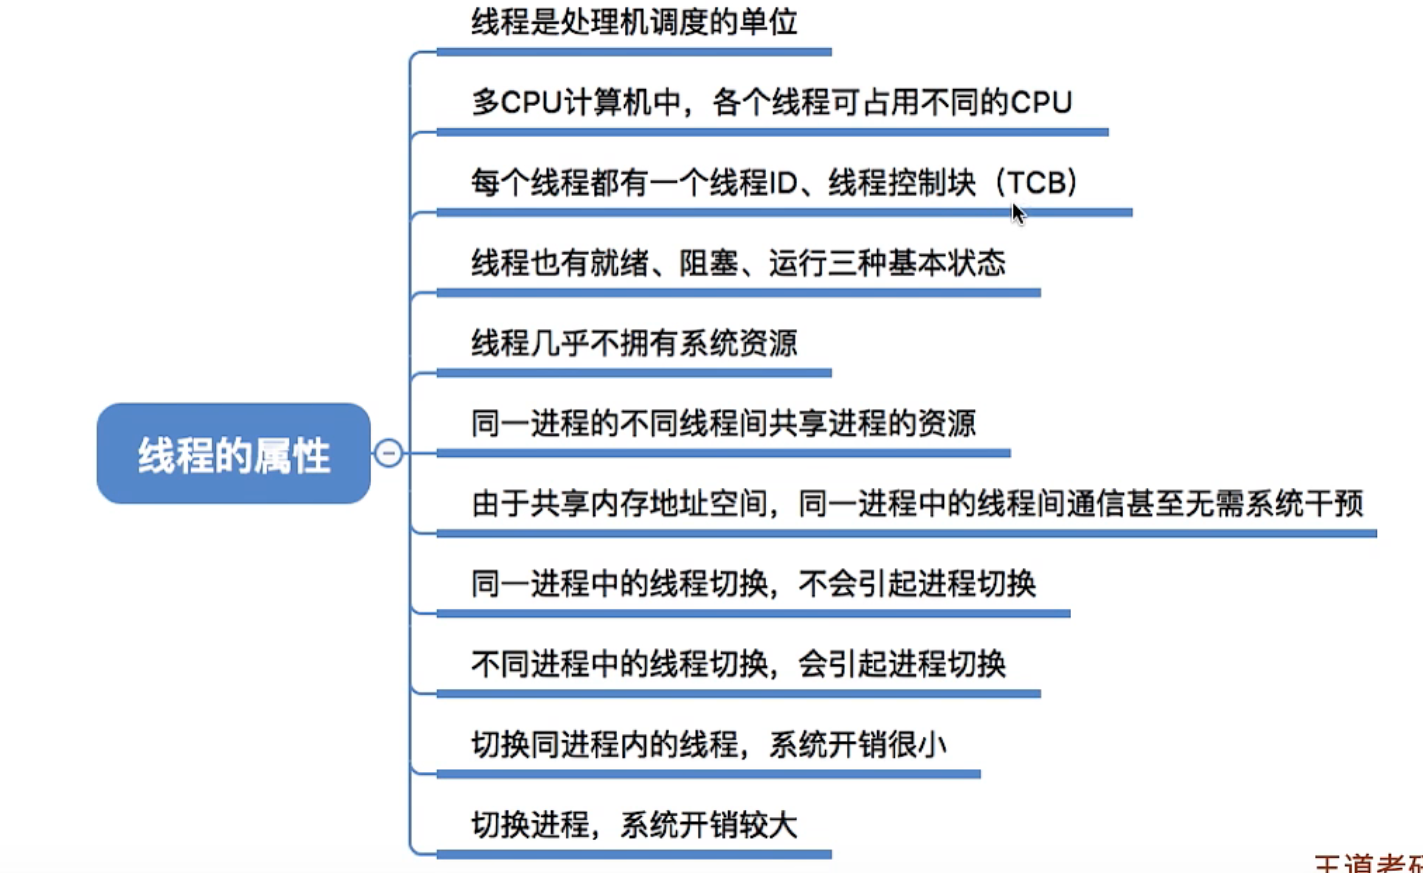 线程是处理机调度的单位
多CPU计算机中，各个线程可占用不同的CPU
每个线程都有一个线程ID、线程控制块（TCB）
线程也有就绪、阻塞、运行三种基本状态
线程几乎不拥有系统资源
同一进程的不同线程间共享进程的资源
线程的属性
由于共享内存地址空间，同一进程中的线程间通信甚至无需系统干预
同一进程中的线程切换，不会引起进程切换
不同进程中的线程切换，会引起进程切换
切换同进程内的线程，系统开销很小
切换进程，系统开销较大
王道考研